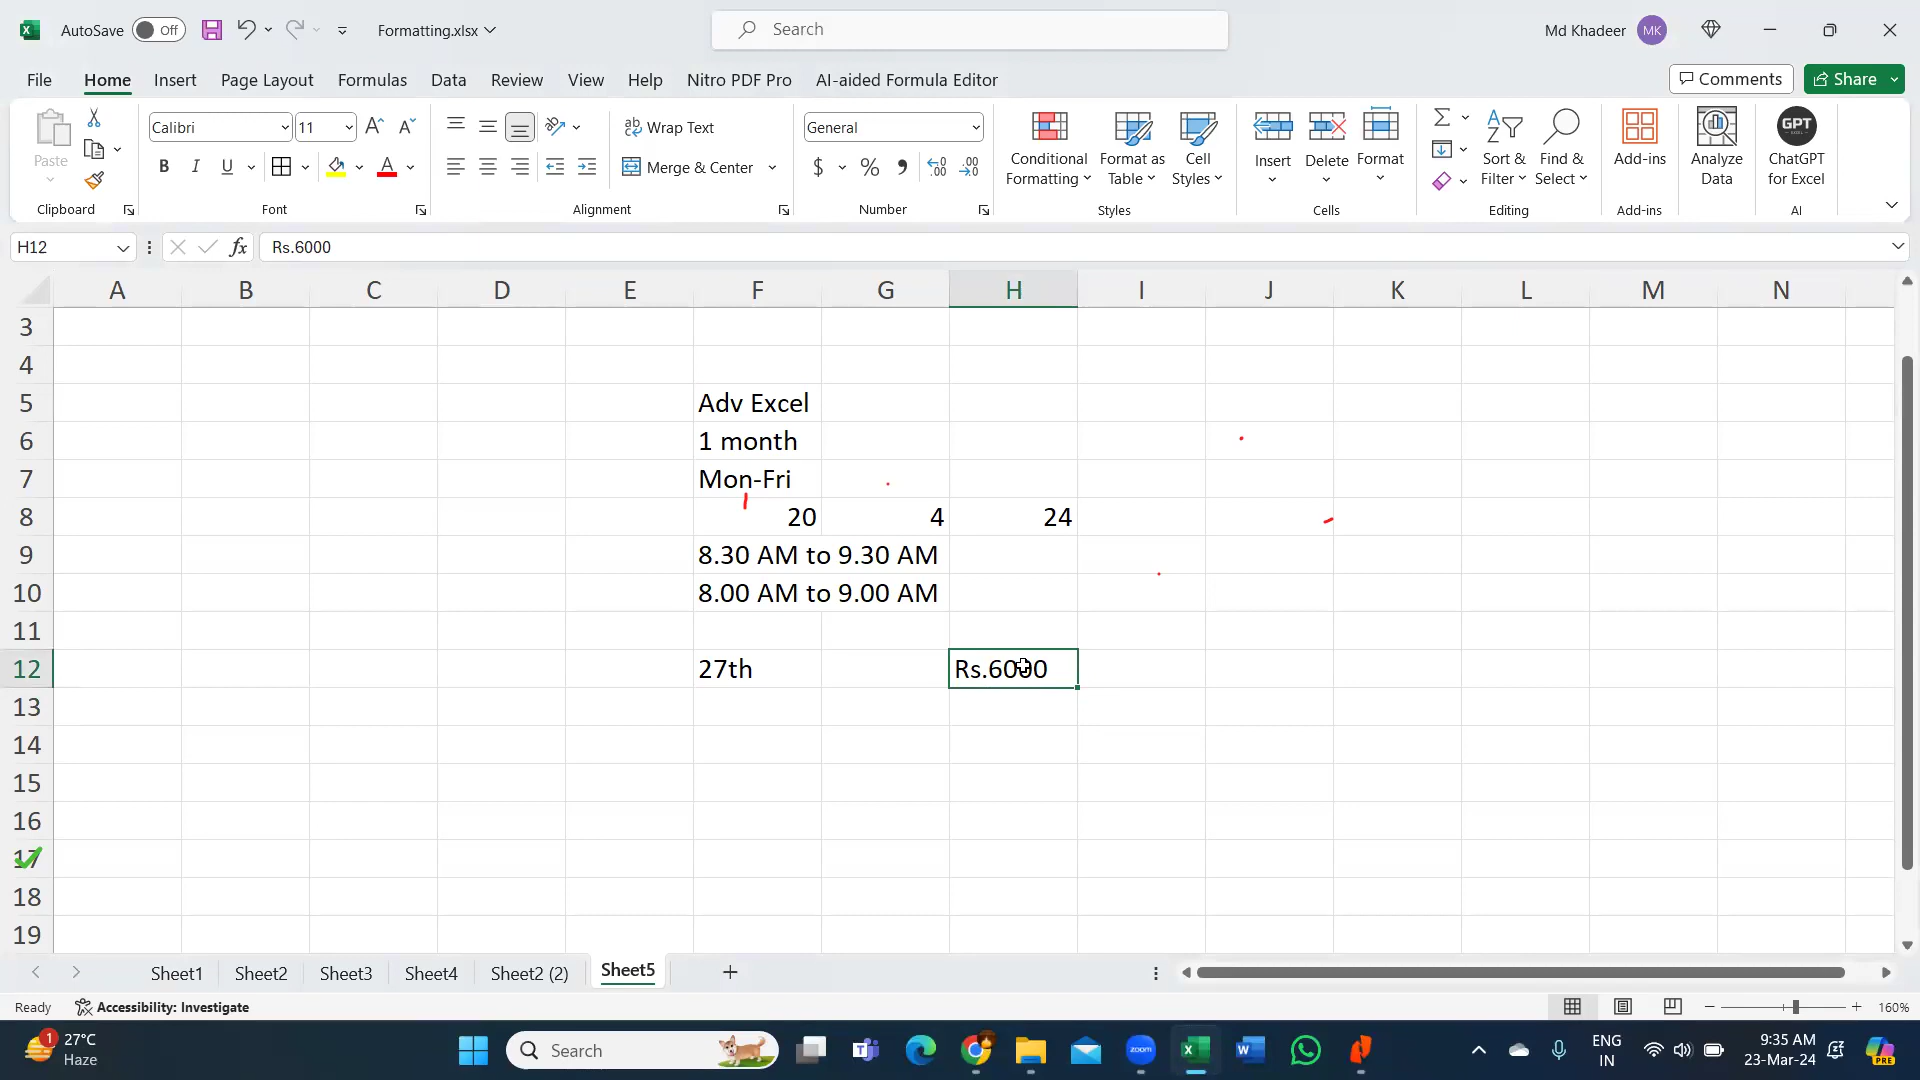 AutoSave Off Formatting.xlsx Search Md Khadeer MK
File Home Insert Page Layout Formulas Data Review View Help Nitro PDF Pro AI-aided Formula Editor Comments Share
Paste Calibri 11 Wrap Text General Conditional Formatting Format as Table Cell Styles Insert Delete Format Sort & Filter Find & Select Add-ins Analyze Data GPT ChatGPT for Excel
B I U Merge & Center $ %
Clipboard Font Alignment Number Styles Cells Editing Add-ins AI
H12 fx Rs.6000
A B C D E F G H I J K L M N
3
4
5 Adv Excel
6 1 month
7 Mon-Fri
8 20 4 24
9 8.30 AM to 9.30 AM
10 8.00 AM to 9.00 AM
11
12 27th Rs.6000
13
14
15
16
17
18
19
Sheet1 Sheet2 Sheet3 Sheet4 Sheet2 (2) Sheet5
Ready Accessibility: Investigate 160%
1 27°C Haze Search zoom ENG IN 9:35 AM 23-Mar-24 PRE